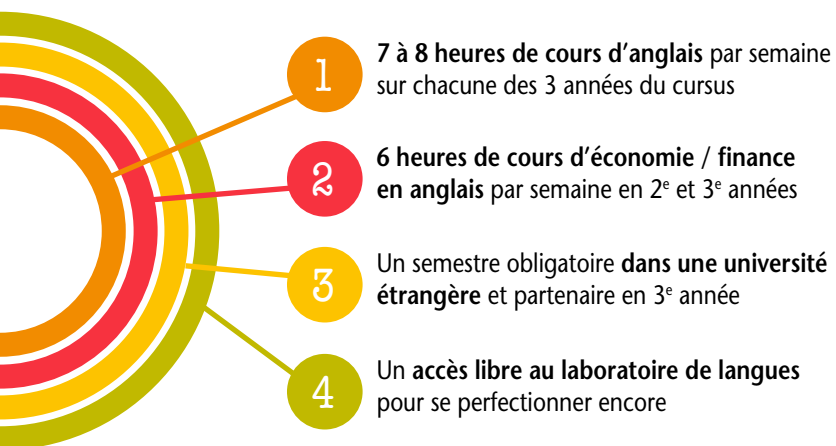 1
7 à 8 heures de cours d’anglais par semaine
sur chacune des 3 années du cursus
2
6 heures de cours d’économie / finance
en anglais par semaine en 2e et 3e années
3
Un semestre obligatoire dans une université
étrangère et partenaire en 3e année
4
Un accès libre au laboratoire de langues
pour se perfectionner encore